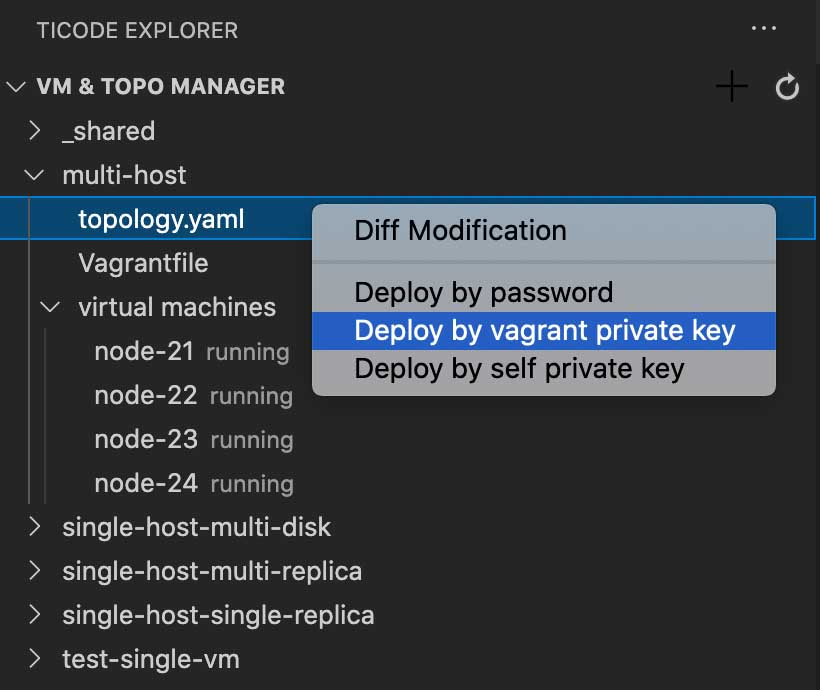 TICODE EXPLORER
VM & TOPO MANAGER
_shared
multi-host
topology.yaml
Diff Modification
Vagrantfile
Deploy by password
virtual machines
Deploy by vagrant private key
node-21 running
Deploy by self private key
node-22 running
node-23 running
node-24 running
single-host-multi-disk
single-host-multi-replica
single-host-single-replica
test-single-vm